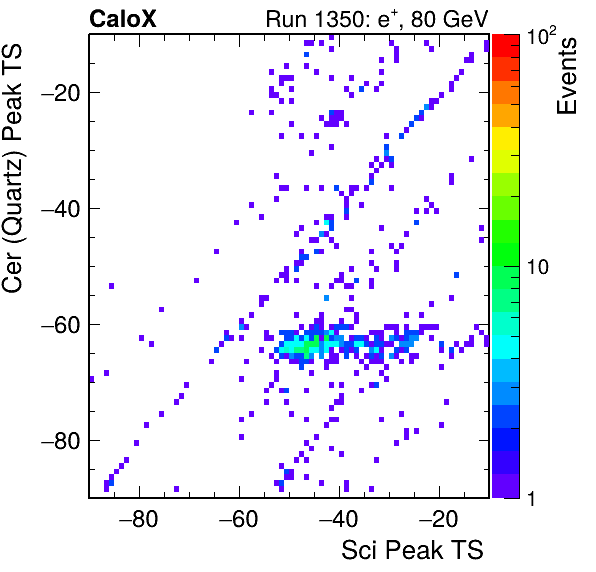 CaloX Run 1350: e⁺, 80 GeV
Cer (Quartz) Peak TS
−20
−40
−60
−80
−80 −60 −40 −20
Sci Peak TS
10²
10
1
Events